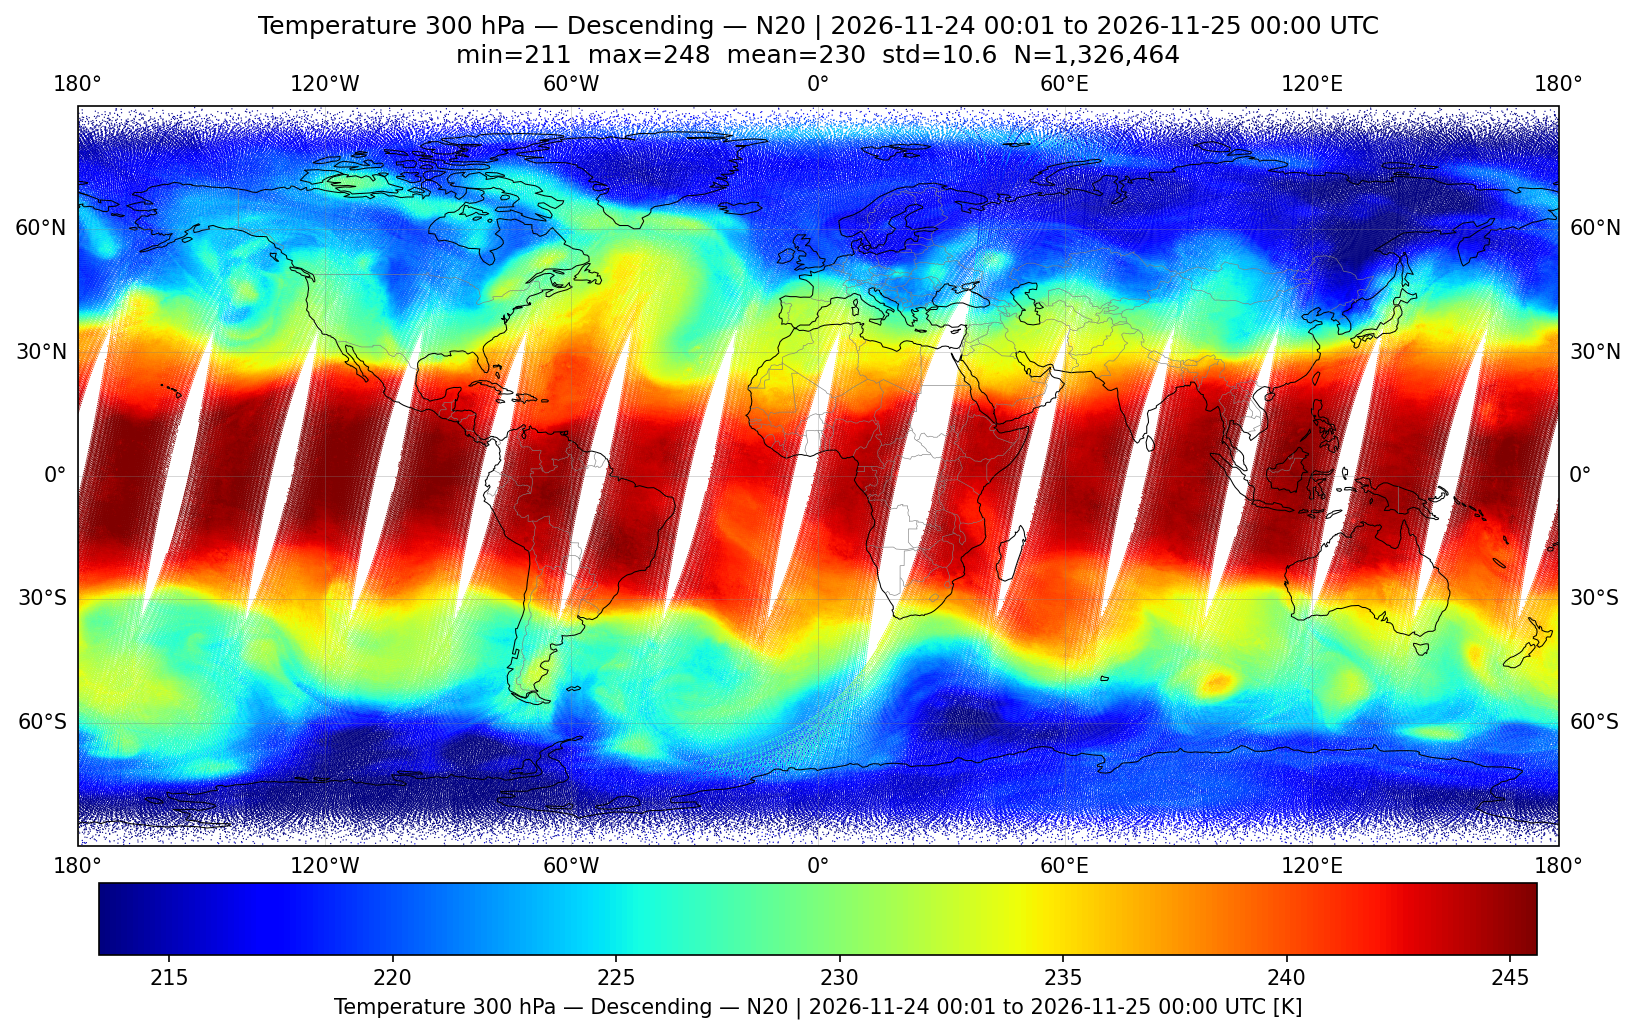 Temperature 300 hPa — Descending — N20 | 2026-11-24 00:01 to 2026-11-25 00:00 UTC
min=211  max=248  mean=230  std=10.6  N=1,326,464
180° 120°W 60°W 0° 60°E 120°E 180°
60°N 60°N
30°N 30°N
0° 0°
30°S 30°S
60°S 60°S
180° 120°W 60°W 0° 60°E 120°E 180°
215 220 225 230 235 240 245
Temperature 300 hPa — Descending — N20 | 2026-11-24 00:01 to 2026-11-25 00:00 UTC [K]